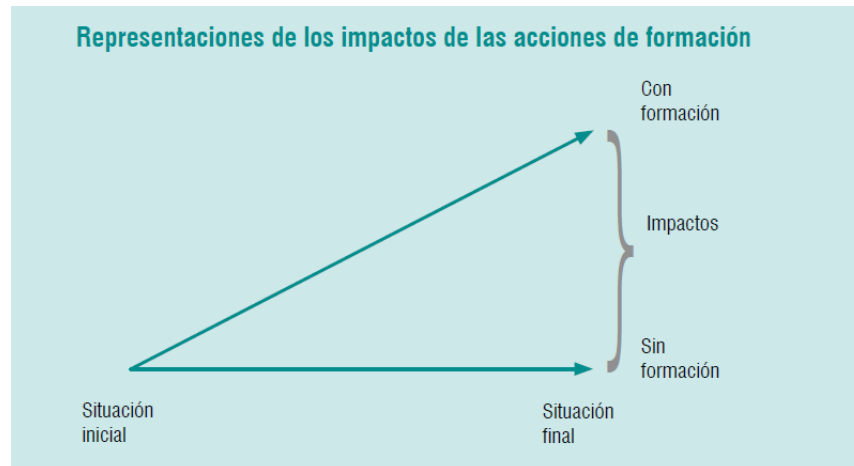 Representaciones de los impactos de las acciones de formación
Con
formación
Impactos
Sin
formación
Situación
inicial
Situación
final